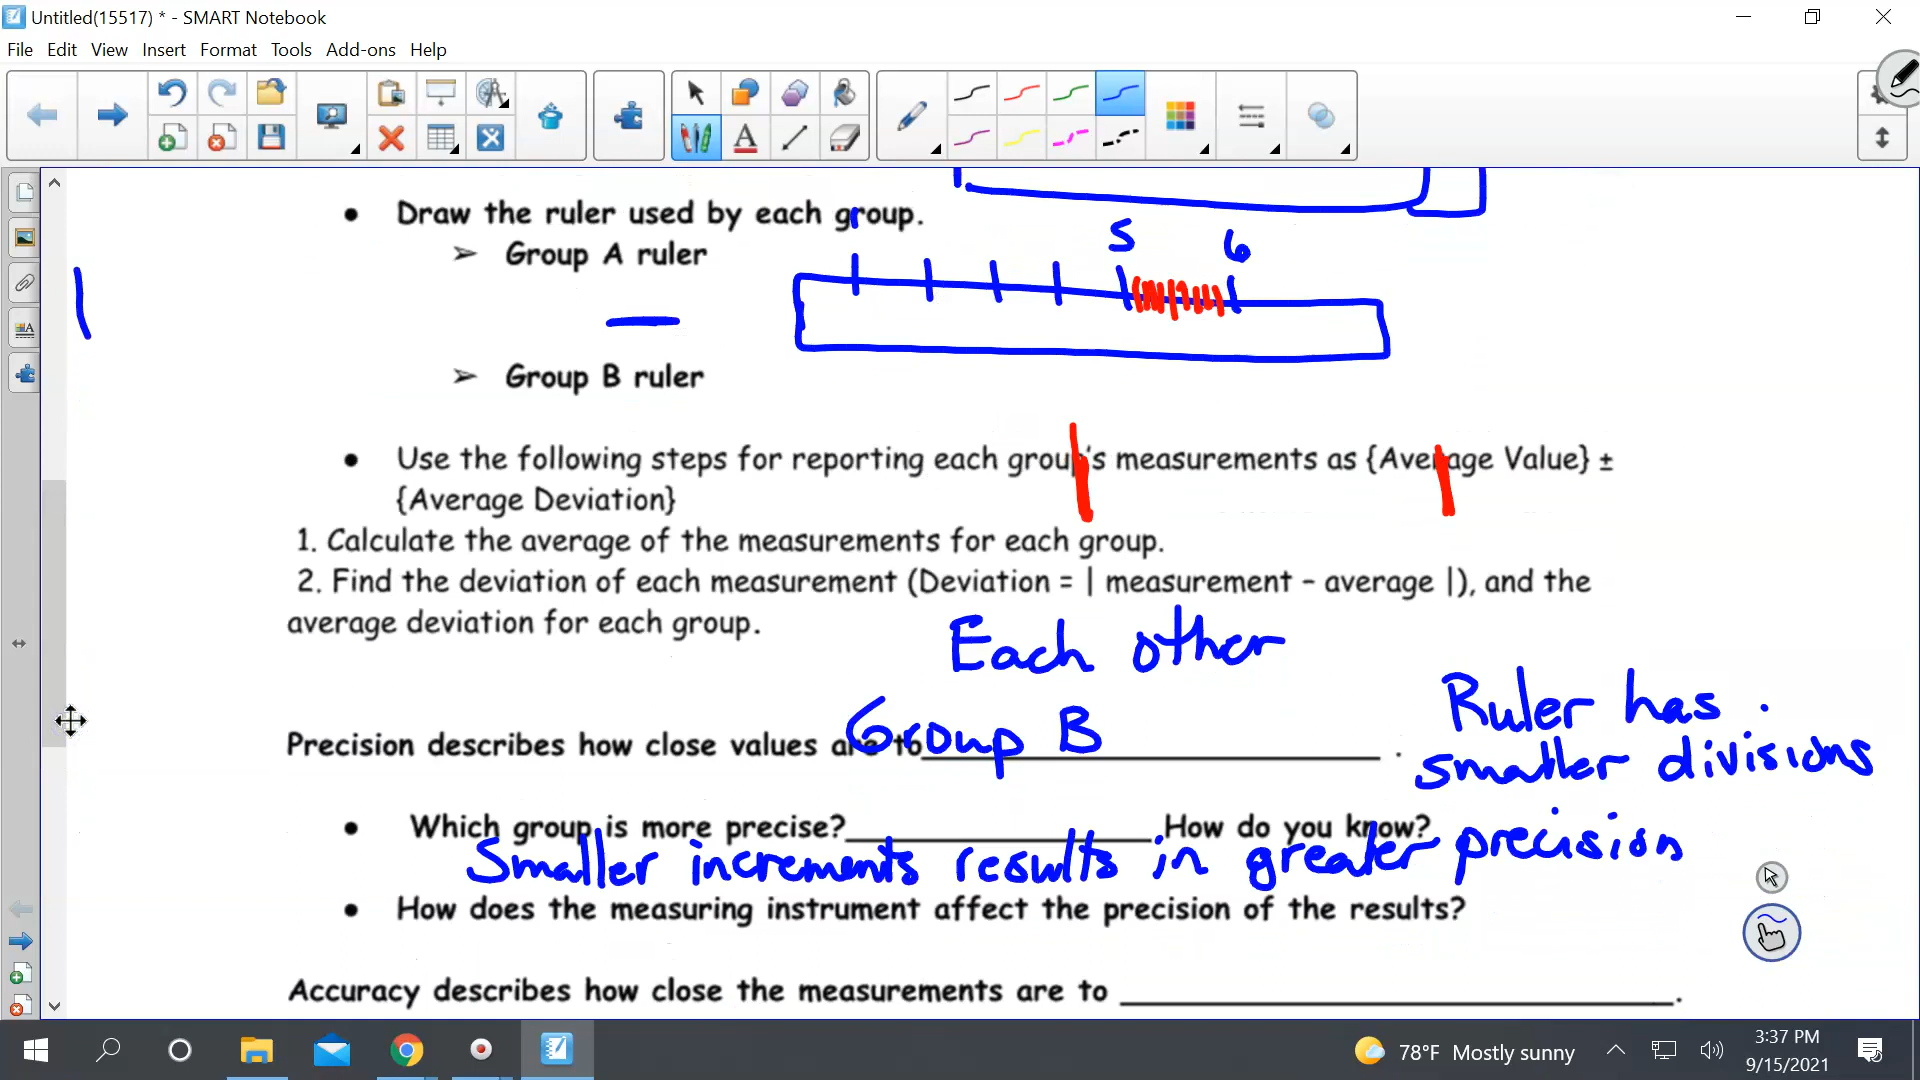 Untitled(15517) * - SMART Notebook
File Edit View Insert Format Tools Add-ons Help
• Draw the ruler used by each group.
➢ Group A ruler
5 6
➢ Group B ruler
• Use the following steps for reporting each group's measurements as {Average Value} ±
{Average Deviation}
1. Calculate the average of the measurements for each group.
2. Find the deviation of each measurement (Deviation = | measurement – average |), and the
average deviation for each group.
Each other
Group B
Ruler has
smaller divisions
Precision describes how close values are to____________________ .
• Which group is more precise?____________________How do you know?
Smaller increments results in greater precision
• How does the measuring instrument affect the precision of the results?
Accuracy describes how close the measurements are to ____________________.
78°F Mostly sunny
3:37 PM
9/15/2021